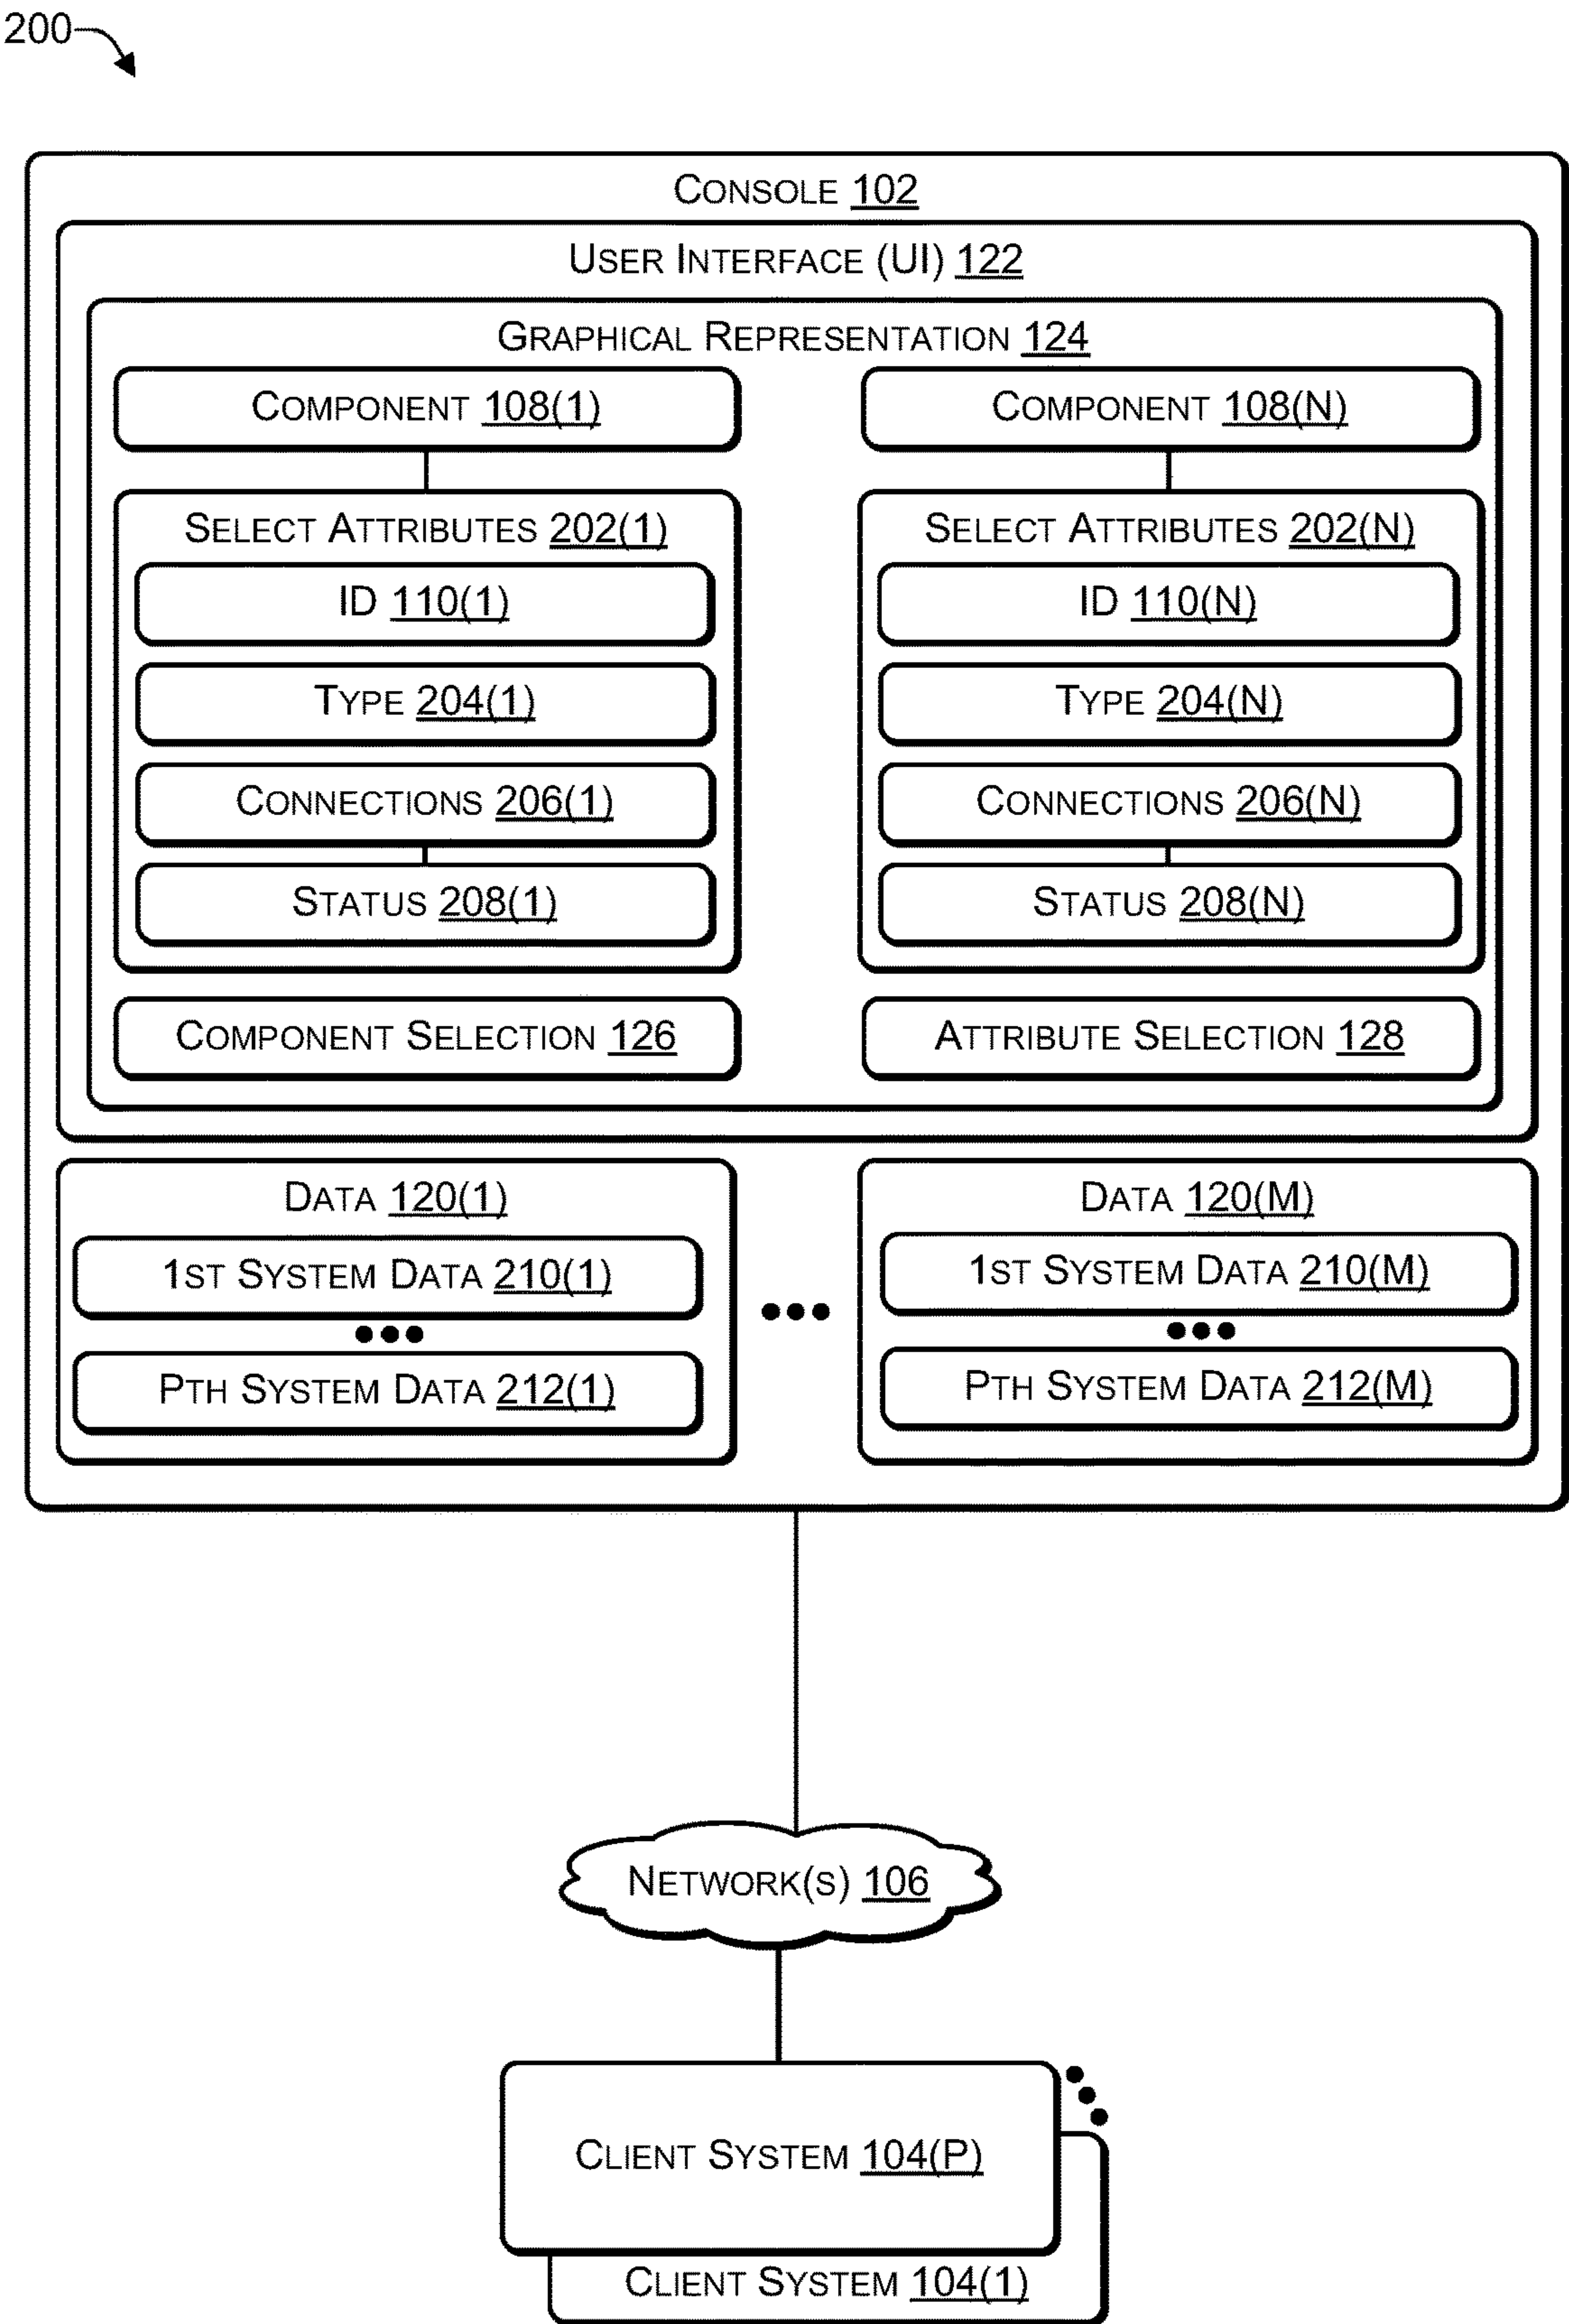 200
CONSOLE 102
USER INTERFACE (UI) 122
GRAPHICAL REPRESENTATION 124
COMPONENT 108(1)
COMPONENT 108(N)
SELECT ATTRIBUTES 202(1)
SELECT ATTRIBUTES 202(N)
ID 110(1)
ID 110(N)
TYPE 204(1)
TYPE 204(N)
CONNECTIONS 206(1)
CONNECTIONS 206(N)
STATUS 208(1)
STATUS 208(N)
COMPONENT SELECTION 126
ATTRIBUTE SELECTION 128
DATA 120(1)
DATA 120(M)
1ST SYSTEM DATA 210(1)
1ST SYSTEM DATA 210(M)
PTH SYSTEM DATA 212(1)
PTH SYSTEM DATA 212(M)
NETWORK(S) 106
CLIENT SYSTEM 104(P)
CLIENT SYSTEM 104(1)